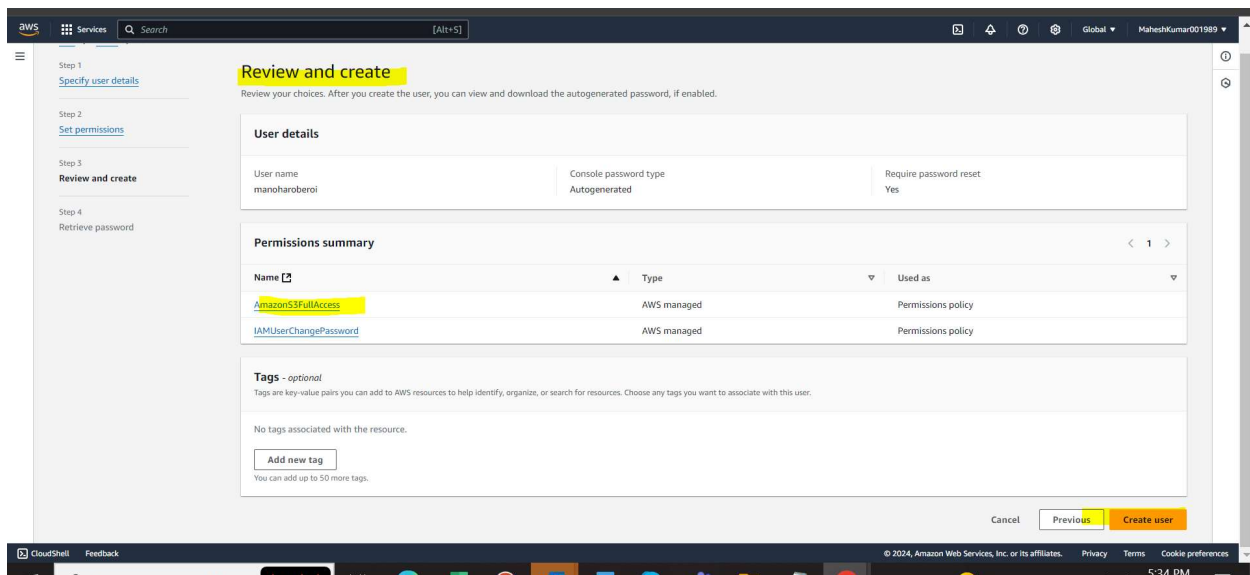 aws
Services
Search
[Alt+S]
Global
MaheshKumar001989
Step 1
Specify user details
Step 2
Set permissions
Step 3
Review and create
Step 4
Retrieve password
Review and create
Review your choices. After you create the user, you can view and download the autogenerated password, if enabled.
User details
User name
Console password type
Require password reset
manoharoberoi
Autogenerated
Yes
Permissions summary
1
Name
Type
Used as
AmazonS3FullAccess
AWS managed
Permissions policy
IAMUserChangePassword
AWS managed
Permissions policy
Tags - optional
Tags are key-value pairs you can add to AWS resources to help identify, organize, or search for resources. Choose any tags you want to associate with this user.
No tags associated with the resource.
Add new tag
You can add up to 50 more tags.
Cancel
Previous
Create user
CloudShell
Feedback
© 2024, Amazon Web Services, Inc. or its affiliates.
Privacy
Terms
Cookie preferences
5:34 PM